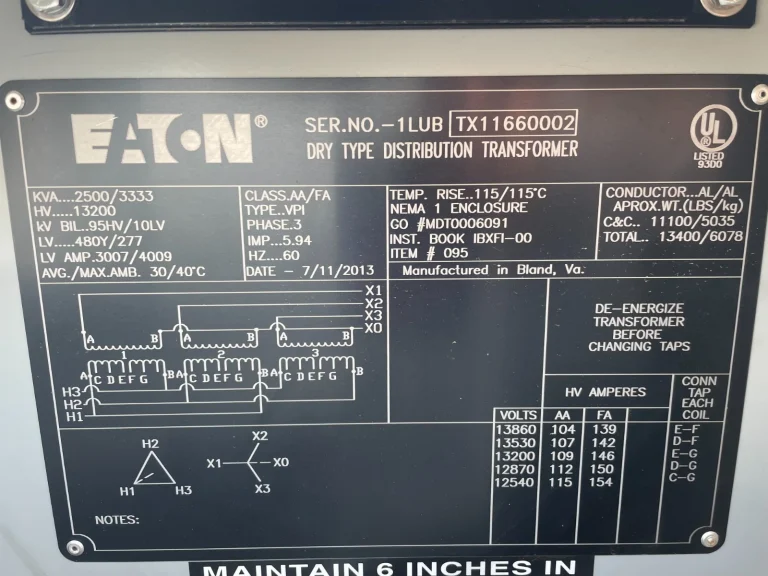 EATON®
SER.NO.-1LUB TX11660002
DRY TYPE DISTRIBUTION TRANSFORMER
UL
LISTED
9300
KVA....2500/3333
HV.....13200
kV BIL..95HV/10LV
LV.....480Y/277
LV AMP.3007/4009
AVG./MAX.AMB. 30/40°C
CLASS.AA/FA
TYPE..VPI
PHASE.3
IMP...5.94
HZ....60
DATE - 7/11/2013
TEMP. RISE..115/115°C
NEMA 1 ENCLOSURE
GO #MDT0006091
INST. BOOK IBXFI-00
ITEM # 095
CONDUCTOR...AL/AL
APROX.WT.(LBS/kg)
C&C.. 11100/5035
TOTAL.. 13400/6078
Manufactured in Bland, Va.
X1
X2
X3
X0
A B A B A B
1 2 3
A C D E F G B A C D E F G B A C D E F G B
H3
H2
H1
DE-ENERGIZE
TRANSFORMER
BEFORE
CHANGING TAPS
HV AMPERES
CONN
TAP
EACH
COIL
VOLTS AA FA
13860 104 139 E-F
13530 107 142 D-F
13200 109 146 E-G
12870 112 150 D-G
12540 115 154 C-G
H2
H1 H3
X2
X1 X0
X3
NOTES:
MAINTAIN 6 INCHES IN